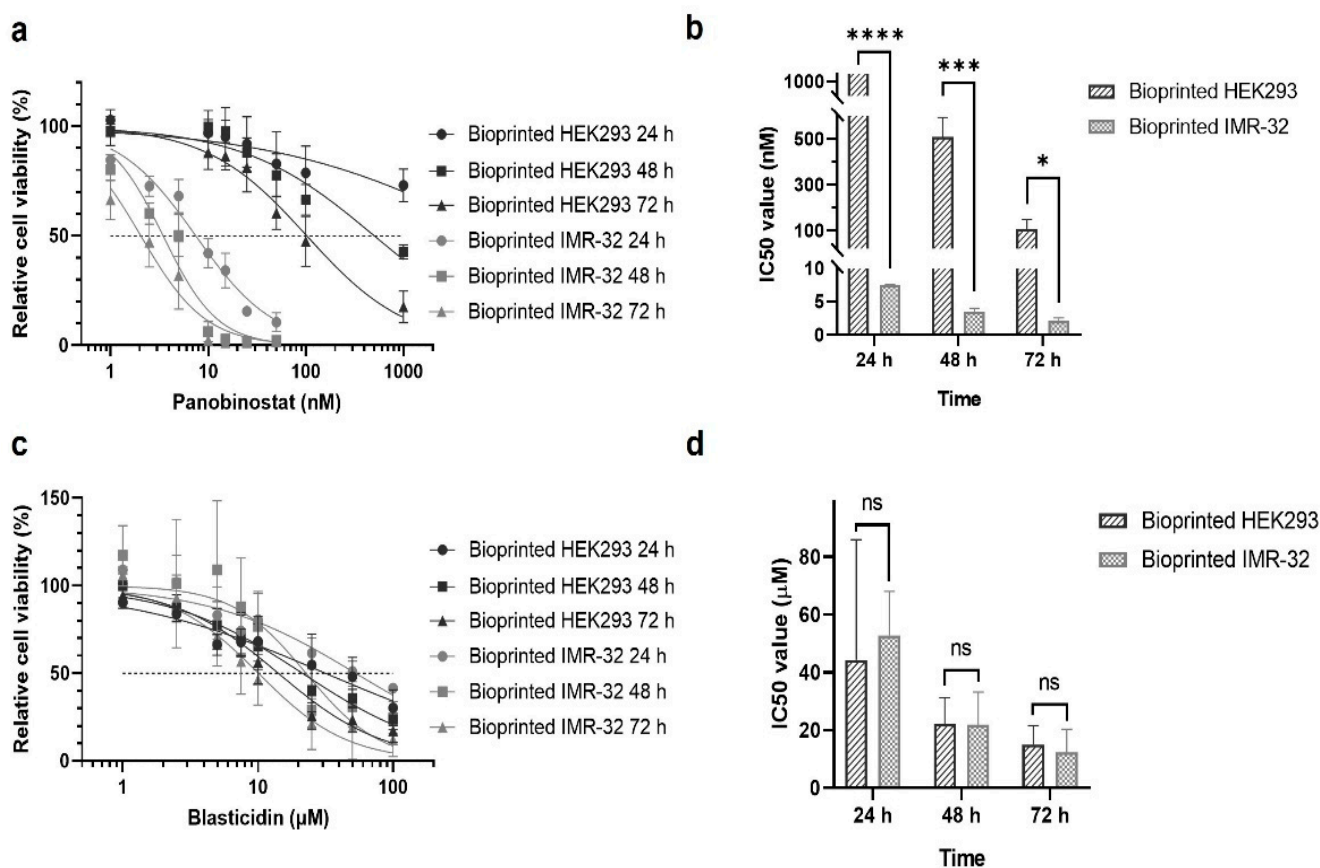 a
Relative cell viability (%)
100
50
0
1
10
100
1000
Panobinostat (nM)
Bioprinted HEK293 24 h
Bioprinted HEK293 48 h
Bioprinted HEK293 72 h
Bioprinted IMR-32 24 h
Bioprinted IMR-32 48 h
Bioprinted IMR-32 72 h
b
IC50 value (nM)
1000
500
300
100
10
5
0
****
***
*
24 h
48 h
72 h
Time
Bioprinted HEK293
Bioprinted IMR-32
c
Relative cell viability (%)
150
100
50
0
1
10
100
Blasticidin (µM)
Bioprinted HEK293 24 h
Bioprinted HEK293 48 h
Bioprinted HEK293 72 h
Bioprinted IMR-32 24 h
Bioprinted IMR-32 48 h
Bioprinted IMR-32 72 h
d
IC50 value (µM)
80
60
40
20
0
ns
ns
ns
24 h
48 h
72 h
Time
Bioprinted HEK293
Bioprinted IMR-32